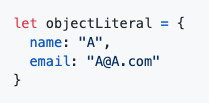 let objectLiteral = {
  name: "A",
  email: "A@A.com"
}